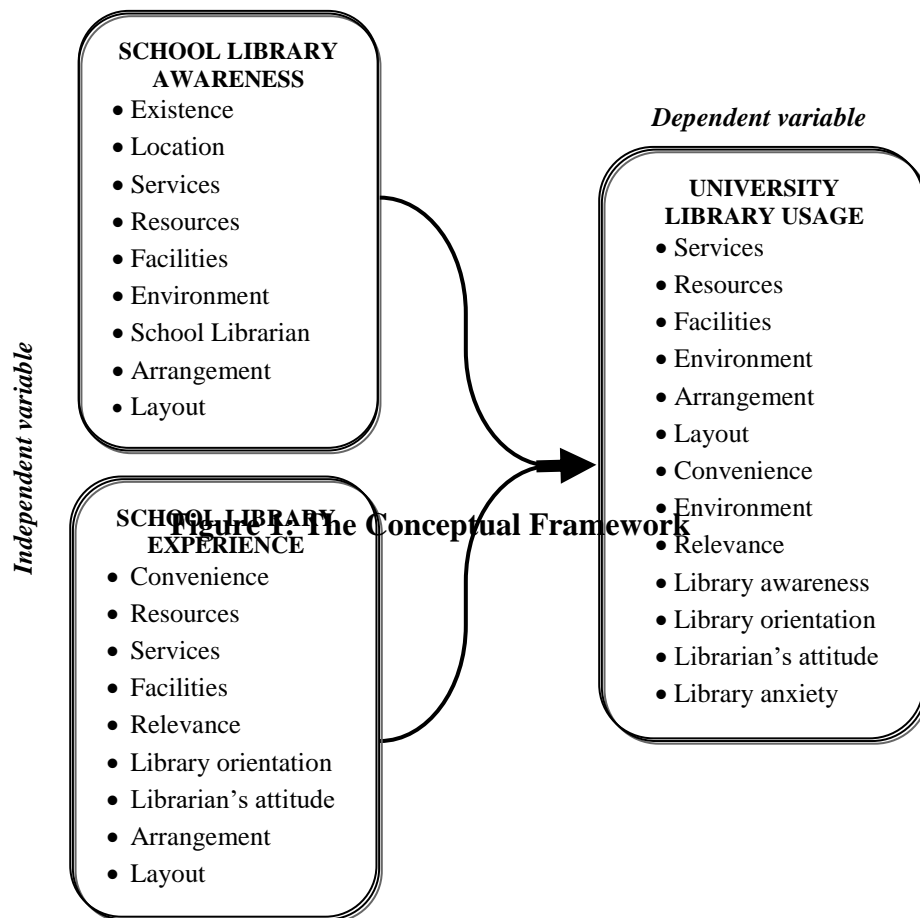 SCHOOL LIBRARY
AWARENESS
• Existence
• Location
• Services
• Resources
• Facilities
• Environment
• School Librarian
• Arrangement
• Layout
Independent variable
SCHOOL LIBRARY
EXPERIENCE
• Convenience
• Resources
• Services
• Facilities
• Relevance
• Library orientation
• Librarian's attitude
• Arrangement
• Layout
Dependent variable
UNIVERSITY
LIBRARY USAGE
• Services
• Resources
• Facilities
• Environment
• Arrangement
• Layout
• Convenience
• Environment
• Relevance
• Library awareness
• Library orientation
• Librarian's attitude
• Library anxiety
Figure 1: The Conceptual Framework